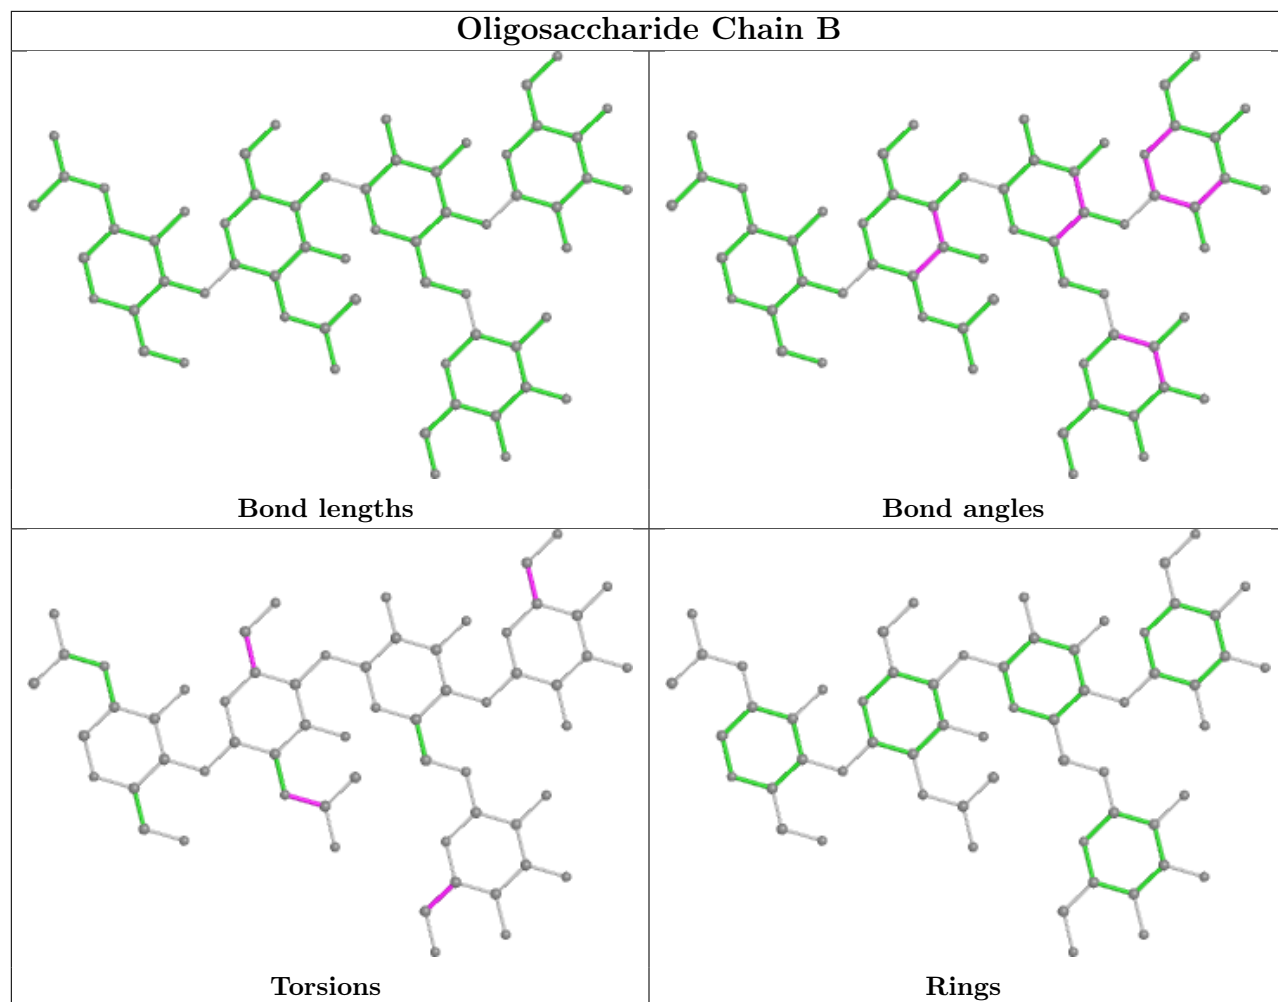 Oligosaccharide Chain B
Bond lengths
Bond angles
Torsions
Rings